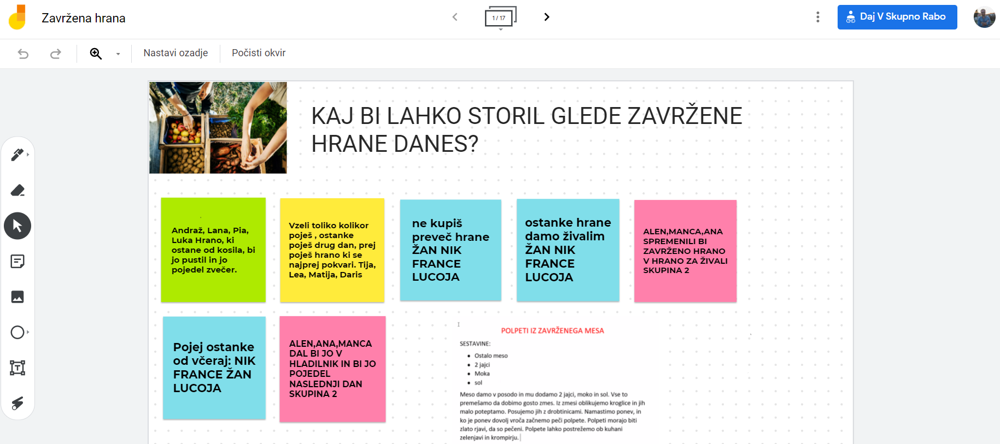 Zavržena hrana
1 / 17
Daj V Skupno Rabo
Nastavi ozadje
Počisti okvir
KAJ BI LAHKO STORIL GLEDE ZAVRŽENE
HRANE DANES?
Andraž, Lana, Pia,
Luka Hrano, ki
ostane od kosila, bi
jo pustil in jo
pojedel zvečer.
Vzeli toliko kolikor
poješ , ostanke
poješ drug dan, prej
poješ hrano ki se
najprej pokvari. Tija,
Lea, Matija, Daris
ne kupiš
preveč hrane
ŽAN NIK
FRANCE
LUCOJA
ostanke hrane
damo živalim
ŽAN NIK
FRANCE
LUCOJA
ALEN,MANCA,ANA
SPREMENILI BI
ZAVRŽENO HRANO
V HRANO ZA ŽIVALI
SKUPINA 2
Pojej ostanke
od včeraj: NIK
FRANCE ŽAN
LUCOJA
ALEN,ANA,MANCA
DAL BI JO V
HLADILNIK IN BI JO
POJEDEL
NASLEDNJI DAN
SKUPINA 2
POLPETI IZ ZAVRŽENEGA MESA
SESTAVINE:
• Ostalo meso
• 2 jajci
• Moka
• sol
Meso damo v posodo in mu dodamo 2 jajci, moko in sol. Vse to
premešamo da dobimo gosto zmes. Iz zmesi oblikujemo kroglice in jih
malo poteptamo. Posujemo jih z drobtinicami. Namastimo ponev, in
ko je ponev dovolj vroča začnemo peči polpete. Polpeti morajo biti
zlato rjavi, da so pečeni. Polpete lahko postrežemo ob kuhani
zelenjavi in krompirju.